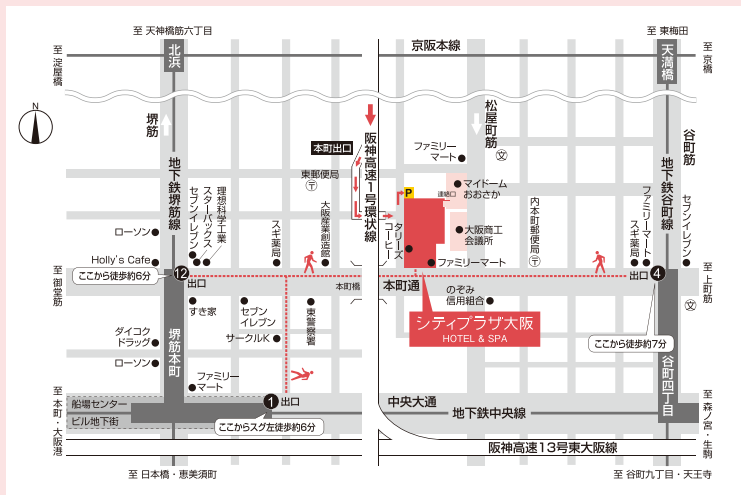 至 天神橋筋六丁目
至 東梅田
至 淀屋橋
北浜
京阪本線
天満橋
至 京橋
N
堺筋
本町出口
阪神高速1号環状線
松屋町筋
谷町筋
ファミリー
マート
文
地下鉄堺筋線
理想科学工業
スターバックス
セブンイレブン
東郵便局
〒
P
連絡口
マイドーム
おおさか
地下鉄谷町線
ローソン
スギ薬局
大阪産業創造館
タリーズ
コーヒー
大阪商工
会議所
内本町郵便局
〒
スギ薬局
ファミリーマート
セブンイレブン
Holly's Cafe
ファミリーマート
至 御堂筋
ここから徒歩約6分
12
出口
本町橋
本町通
出口
4
至 上町筋
のぞみ
信用組合
文
すき家
セブン
イレブン
東警察署
シティプラザ大阪
HOTEL & SPA
ダイコク
ドラッグ
サークルK
ここから徒歩約7分
堺筋本町
ローソン
谷町四丁目
ファミリー
マート
至 本町・大阪港
船場センター
ビル地下街
1
出口
中央大通
地下鉄中央線
ここからスグ左徒歩約6分
至 森ノ宮・生駒
阪神高速13号東大阪線
至 日本橋・恵美須町
至 谷町九丁目・天王寺